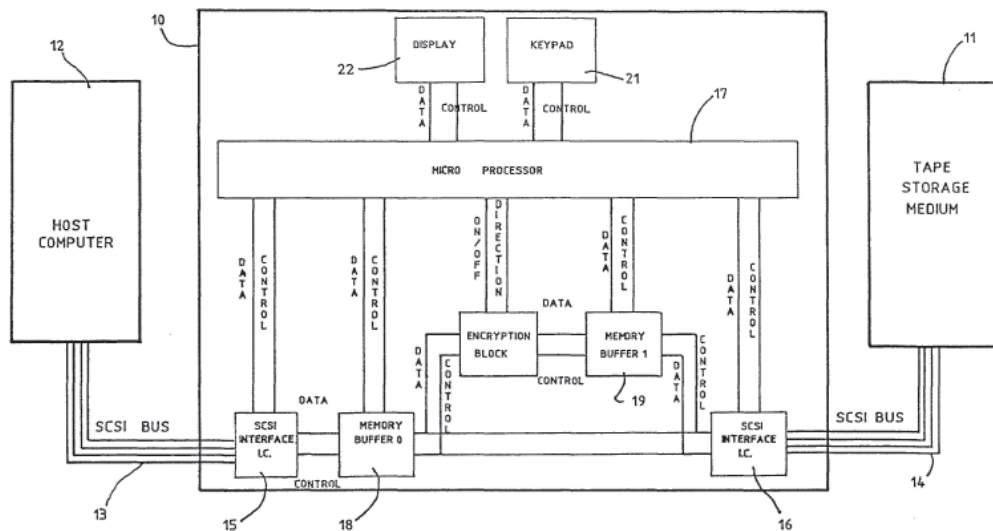 10
12
DISPLAY
22
KEYPAD
21
11
DATA
CONTROL
DATA
CONTROL
17
MICRO PROCESSOR
HOST
COMPUTER
TAPE
STORAGE
MEDIUM
DATA
CONTROL
DATA
CONTROL
ON/OFF
DIRECTION
DATA
CONTROL
DATA
CONTROL
DATA
ENCRYPTION
BLOCK
MEMORY
BUFFER 1
CONTROL
19
DATA
CONTROL
DATA
CONTROL
SCSI BUS
DATA
SCSI
INTERFACE
I.C.
MEMORY
BUFFER 0
SCSI
INTERFACE
I.C.
SCSI BUS
CONTROL
13
15
18
16
14